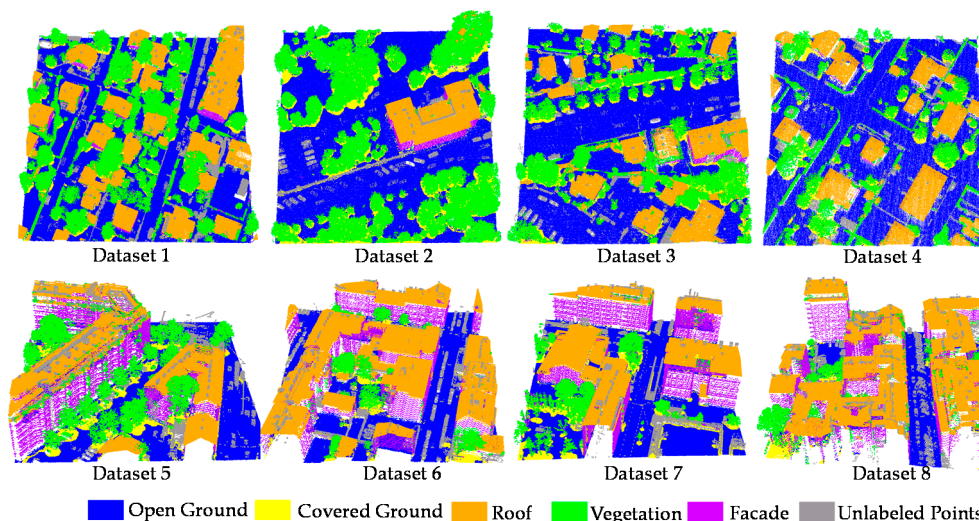 Dataset 1 Dataset 2 Dataset 3 Dataset 4
Dataset 5 Dataset 6 Dataset 7 Dataset 8
Open Ground Covered Ground Roof Vegetation Facade Unlabeled Points